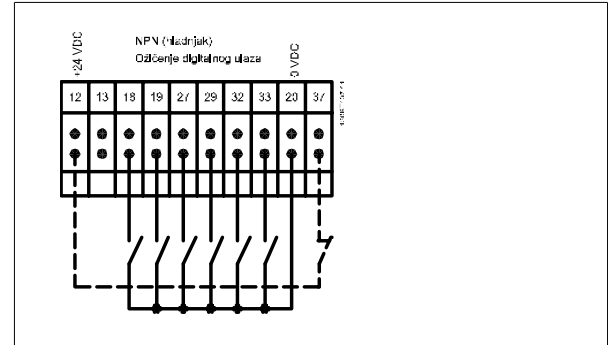 NPN (hladnjak)
Ožičenje digitalnog ulaza
+24 VDC
0 VDC
12 13 18 19 27 29 32 33 20 37